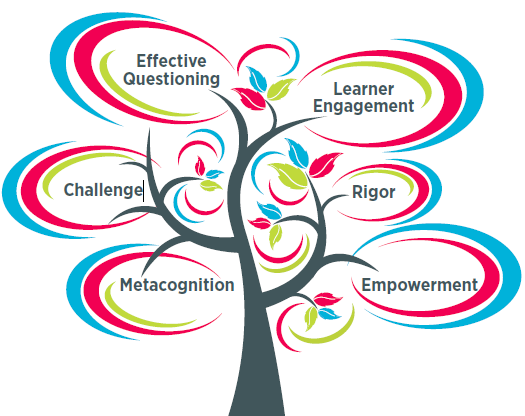 Effective
Questioning
Learner
Engagement
Challenge
Rigor
Metacognition
Empowerment